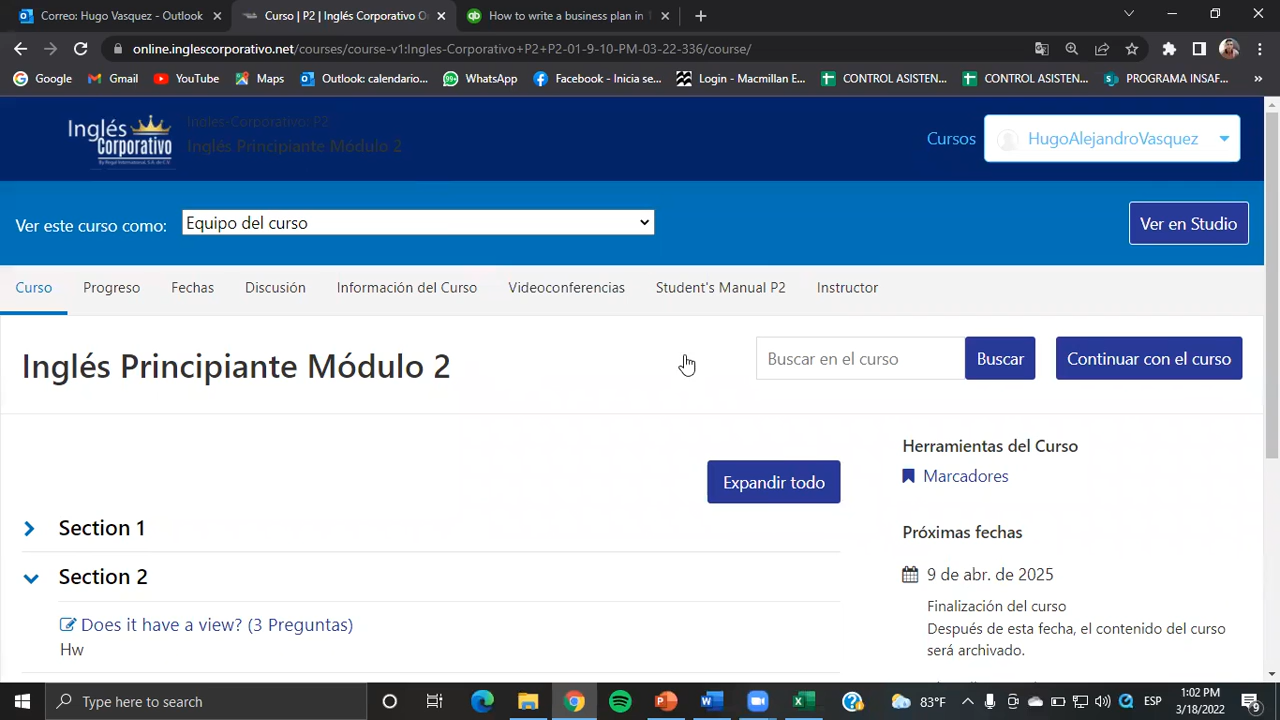 Correo: Hugo Vasquez - Outlook
Curso | P2 | Inglés Corporativo O
How to write a business plan in
online.inglescorporativo.net/courses/course-v1:Ingles-Corporativo+P2+P2-01-9-10-PM-03-22-336/course/
Google
Gmail
YouTube
Maps
Outlook: calendario...
99+
WhatsApp
Facebook - Inicia se...
Login - Macmillan E...
CONTROL ASISTEN...
CONTROL ASISTEN...
PROGRAMA INSAF...
»
Inglés
Corporativo
Ingles-Corporativo: P2
Inglés Principiante Módulo 2
Cursos
HugoAlejandroVasquez
Ver este curso como:
Equipo del curso
Ver en Studio
Curso
Progreso
Fechas
Discusión
Información del Curso
Videoconferencias
Student's Manual P2
Instructor
Inglés Principiante Módulo 2
Buscar en el curso
Buscar
Continuar con el curso
Expandir todo
Herramientas del Curso
Marcadores
Section 1
Section 2
Does it have a view? (3 Preguntas)
Hw
Próximas fechas
9 de abr. de 2025
Finalización del curso
Después de esta fecha, el contenido del curso
será archivado.
Type here to search
83°F
ESP
1:02 PM
3/18/2022